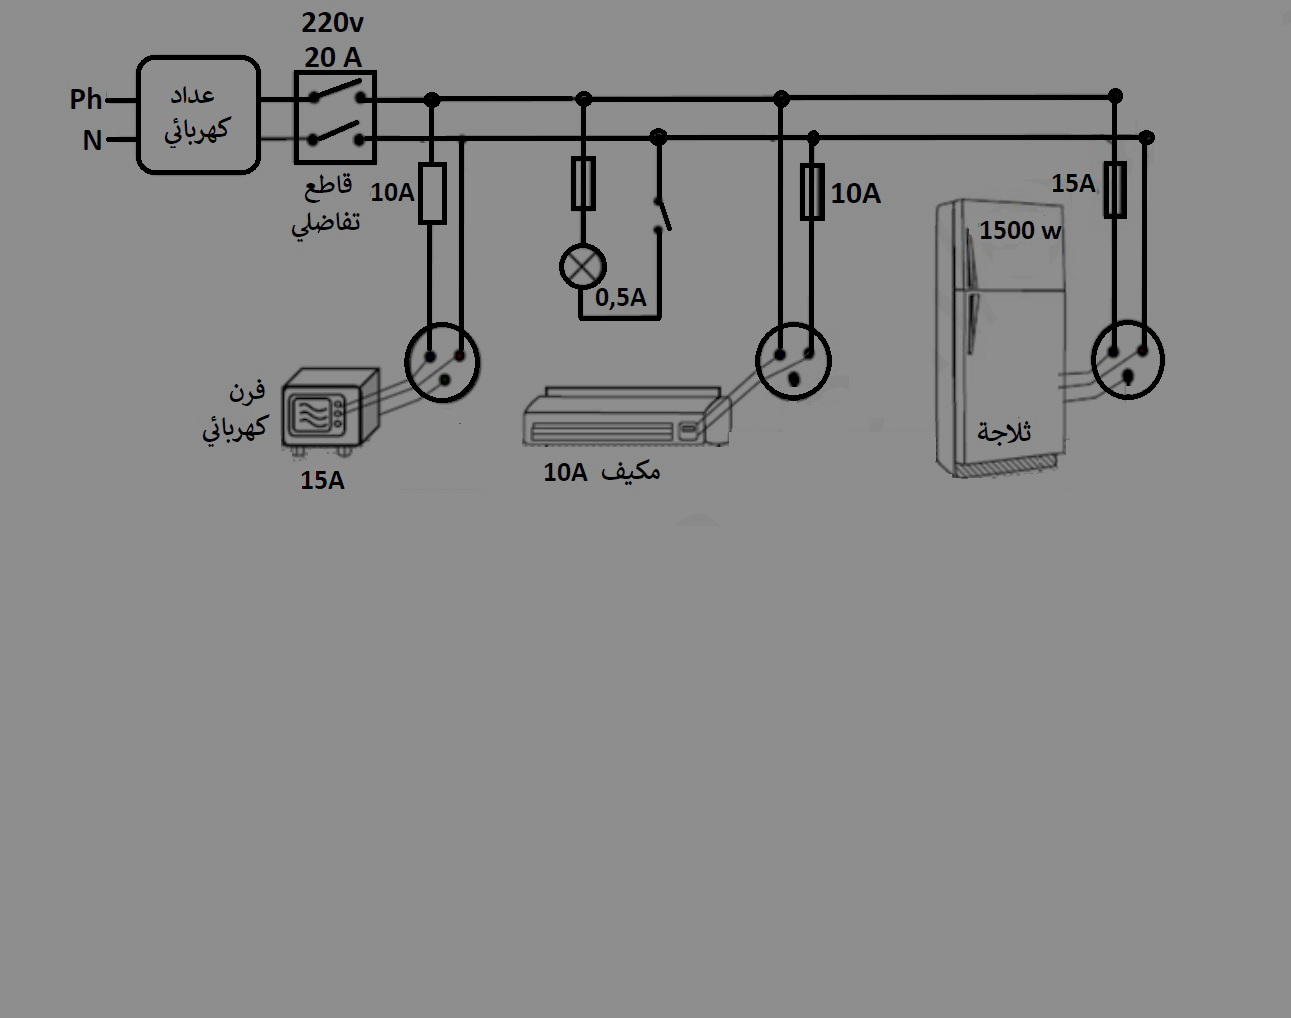 220v
20 A
Ph
N
عداد
كهربائي
قاطع
تفاضلي
10A
10A
15A
1500 w
0,5A
فرن
كهربائي
15A
10A مكيف
ثلاجة